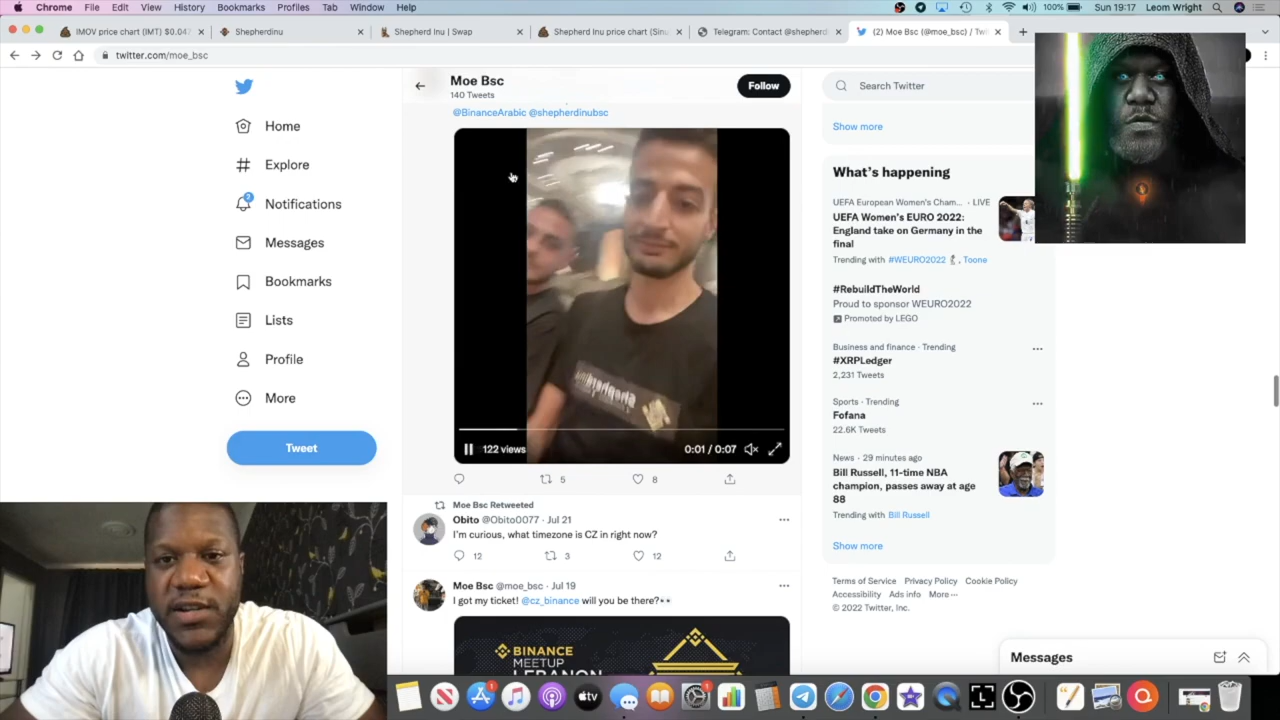 Chrome File Edit View History Bookmarks Profiles Tab Window Help 100% Sun 19:17 Leom Wright
IMOV price chart (IMT) $0.04 Shepherdinu Shepherd Inu | Swap Shepherd Inu price chart (Sinu Telegram: Contact @shepherd (2) Moe Bsc (@moe_bsc) / Twi
twitter.com/moe_bsc
Moe Bsc
140 Tweets
Follow
@BinanceArabic @shepherdinubsc
122 views 0:01 / 0:07
5 8
Moe Bsc Retweeted
Obito @Obito0077 · Jul 21
I'm curious, what timezone is CZ in right now?
12 3 12
Moe Bsc @moe_bsc · Jul 19
I got my ticket! @cz_binance will you be there?👀
BINANCE
MEETUP
LEBANON
Home
Explore
2
Notifications
Messages
Bookmarks
Lists
Profile
More
Tweet
Search Twitter
Show more
What's happening
UEFA European Women's Cham... · LIVE
UEFA Women's EURO 2022:
England take on Germany in the
final
Trending with #WEURO2022 , Toone
#RebuildTheWorld
Proud to sponsor WEURO2022
Promoted by LEGO
Business and finance · Trending
#XRPLedger
2,231 Tweets
Sports · Trending
Fofana
22.6K Tweets
News · 29 minutes ago
Bill Russell, 11-time NBA
champion, passes away at age
88
Trending with Bill Russell
Show more
Terms of Service Privacy Policy Cookie Policy
Accessibility Ads info More ···
© 2022 Twitter, Inc.
Messages
tv